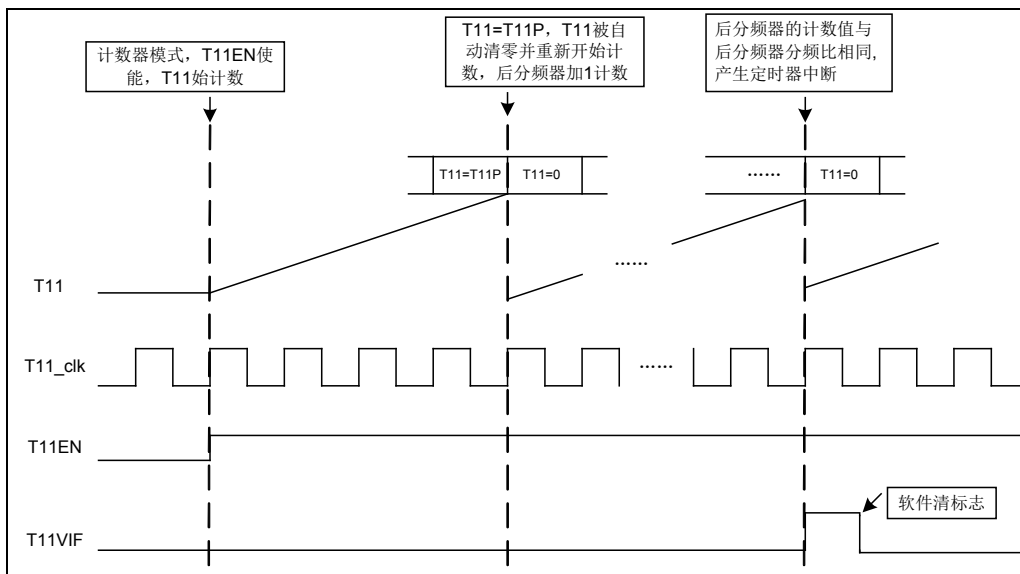 计数器模式，T11EN使
能，T11始计数
T11=T11P，T11被自
动清零并重新开始计
数，后分频器加1计数
后分频器的计数值与
后分频器分频比相同,
产生定时器中断
T11=T11P
T11=0
······
T11=0
······
T11
T11_clk
······
T11EN
软件清标志
T11VIF